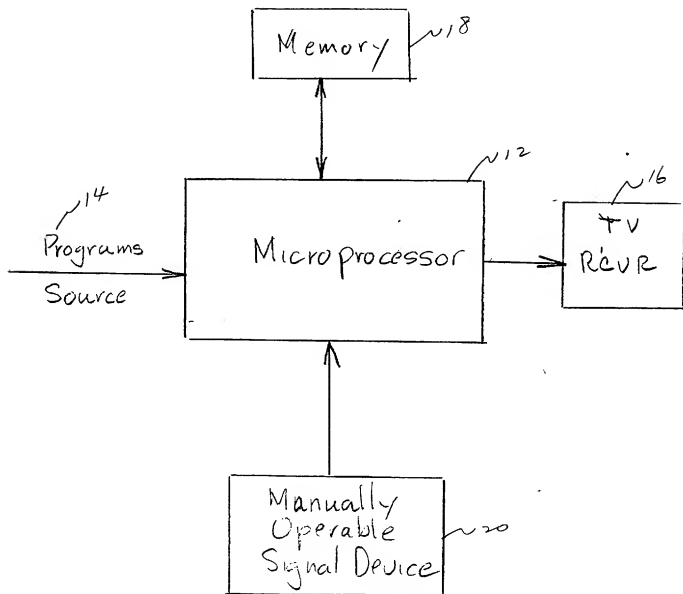 Memory
18
12
16
14
Programs
Source
Microprocessor
TV
RCVR
Manually
Operable
Signal Device
20